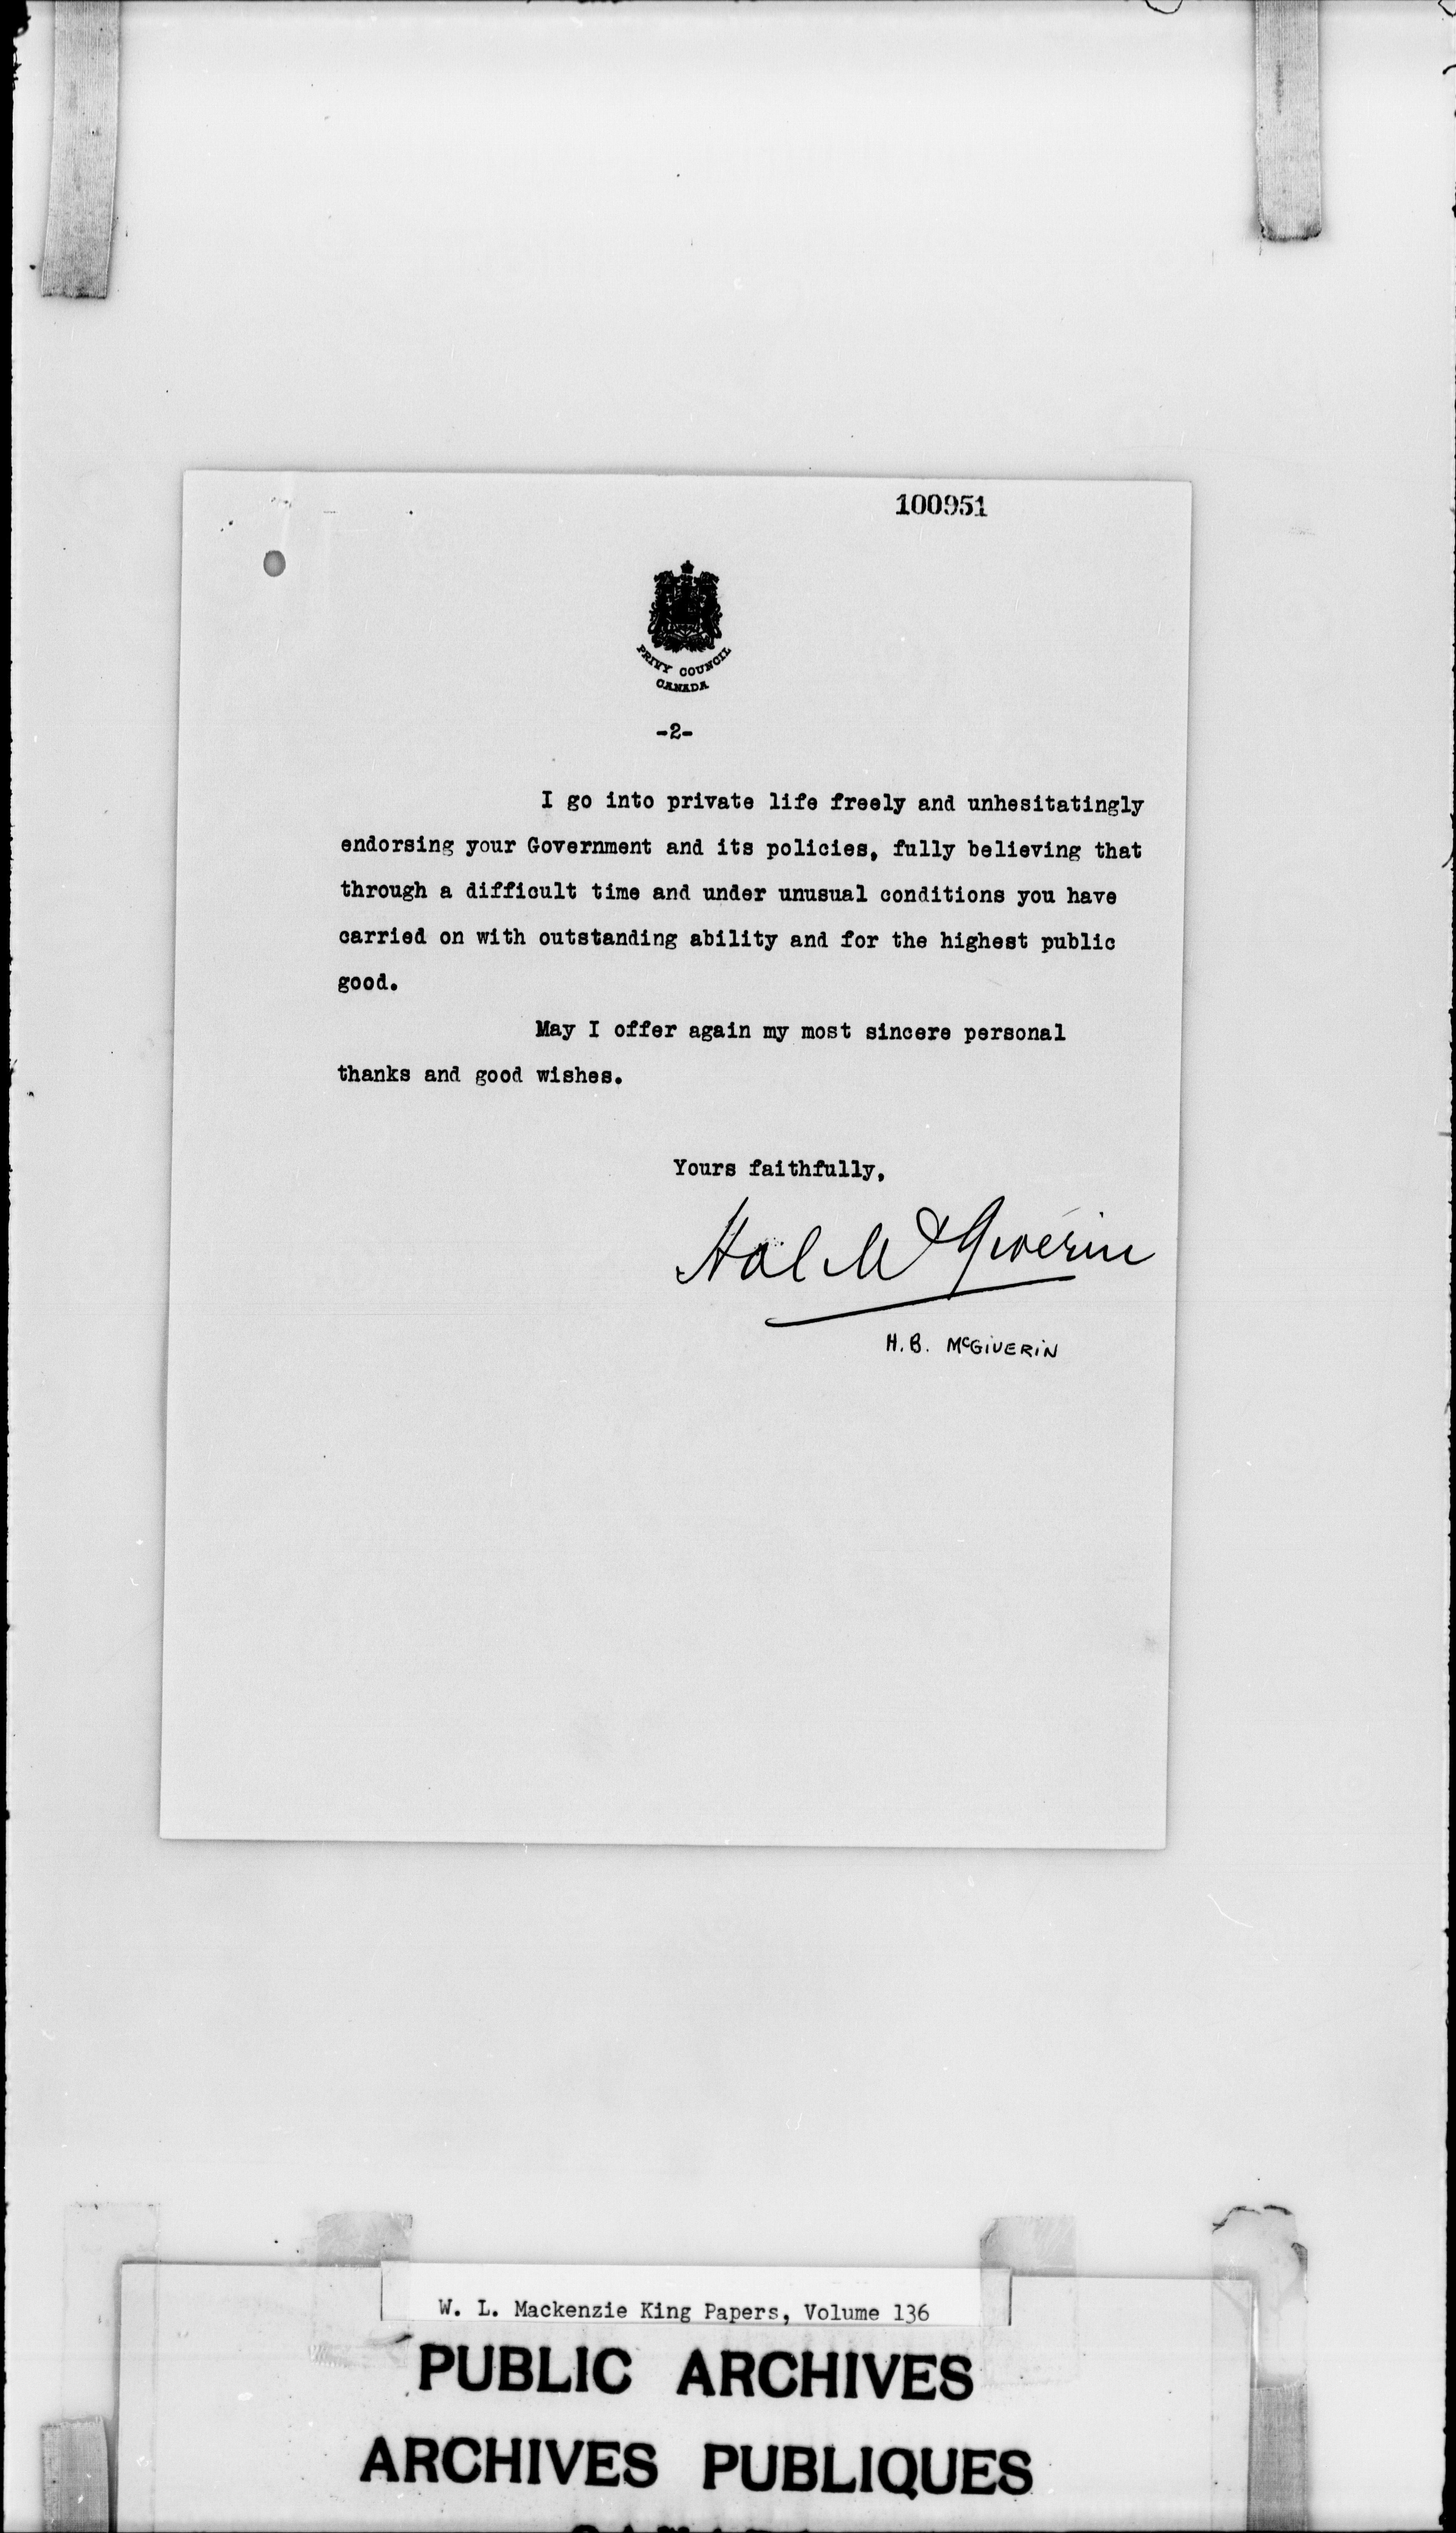 100951
PRIVY COUNCIL
CANADA
-2-
I go into private life freely and unhesitatingly
endorsing your Government and its policies, fully believing that
through a difficult time and under unusual conditions you have
carried on with outstanding ability and for the highest public
good.
May I offer again my most sincere personal
thanks and good wishes.
Yours faithfully,
Hal McGiverin
H.B. McGIVERIN
W. L. Mackenzie King Papers, Volume 136
PUBLIC ARCHIVES
ARCHIVES PUBLIQUES